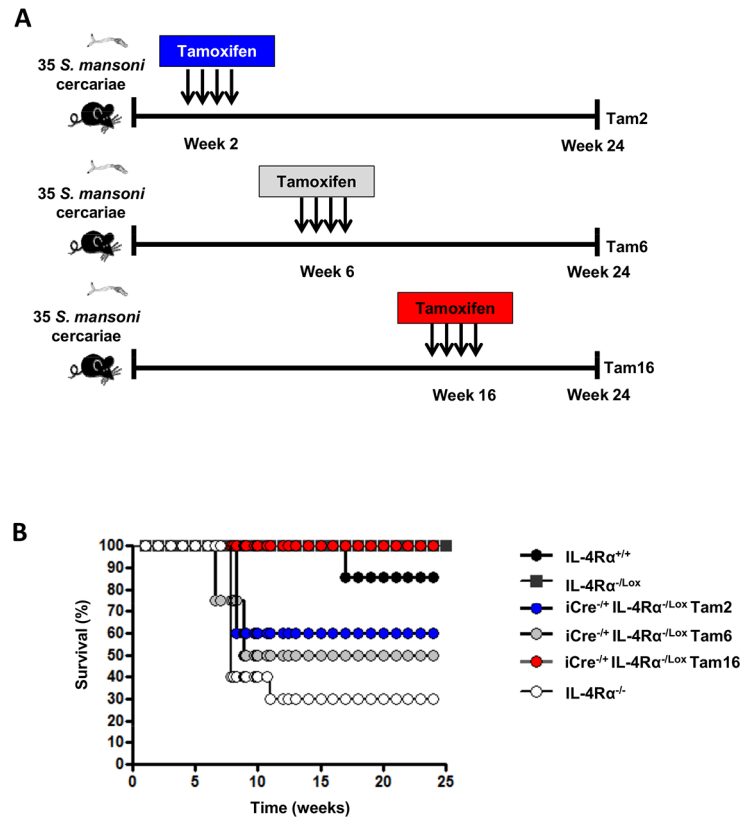 A
35 S. mansoni
cercariae
Tamoxifen
Week 2
Week 24
Tam2
35 S. mansoni
cercariae
Tamoxifen
Week 6
Week 24
Tam6
35 S. mansoni
cercariae
Tamoxifen
Week 16
Week 24
Tam16
B
Survival (%)
100
90
80
70
60
50
40
30
20
10
0
0 5 10 15 20 25
Time (weeks)
IL-4Rα+/+
IL-4Rα-/Lox
iCre-/+ IL-4Rα-/Lox Tam2
iCre-/+ IL-4Rα-/Lox Tam6
iCre-/+ IL-4Rα-/Lox Tam16
IL-4Rα-/-